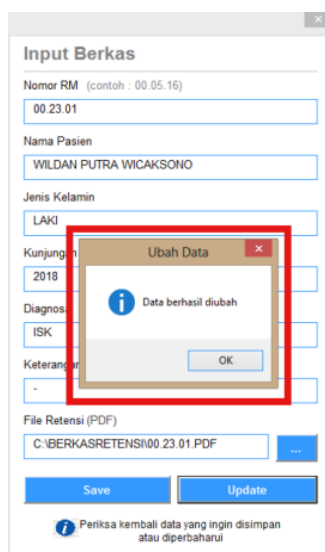 Input Berkas
Nomor RM (contoh : 00.05.16)
00.23.01
Nama Pasien
WILDAN PUTRA WICAKSONO
Jenis Kelamin
LAKI
Kunjungan
2018
Diagnosa
ISK
Keterangan
-
Ubah Data
Data berhasil diubah
OK
File Retensi (PDF)
C:\BERKASRETENSI\00.23.01.PDF
...
Save Update
Periksa kembali data yang ingin disimpan
atau diperbaharui